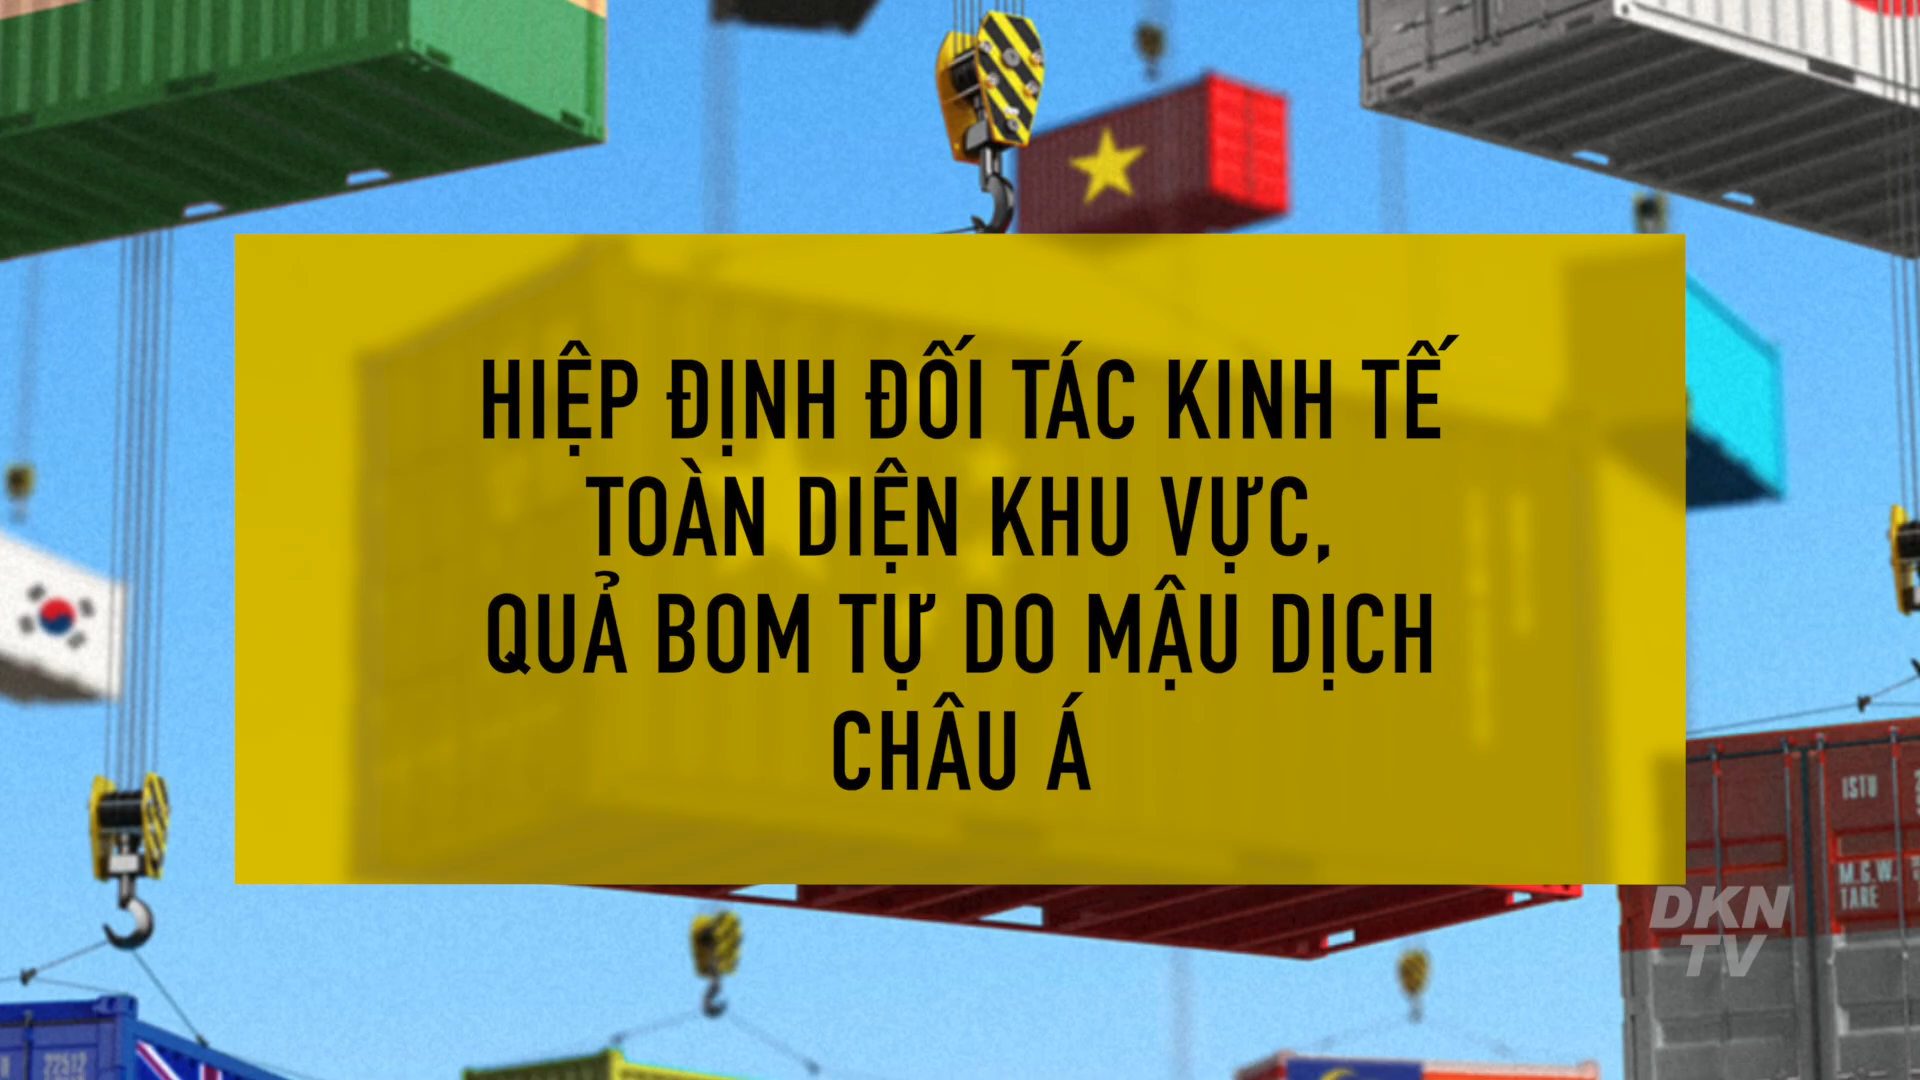 HIỆP ĐỊNH ĐỐI TÁC KINH TẾ
TOÀN DIỆN KHU VỰC,
QUẢ BOM TỰ DO MẬU DỊCH
CHÂU Á
ISTU
M.G.W.
TARE
DKN
TV
22512